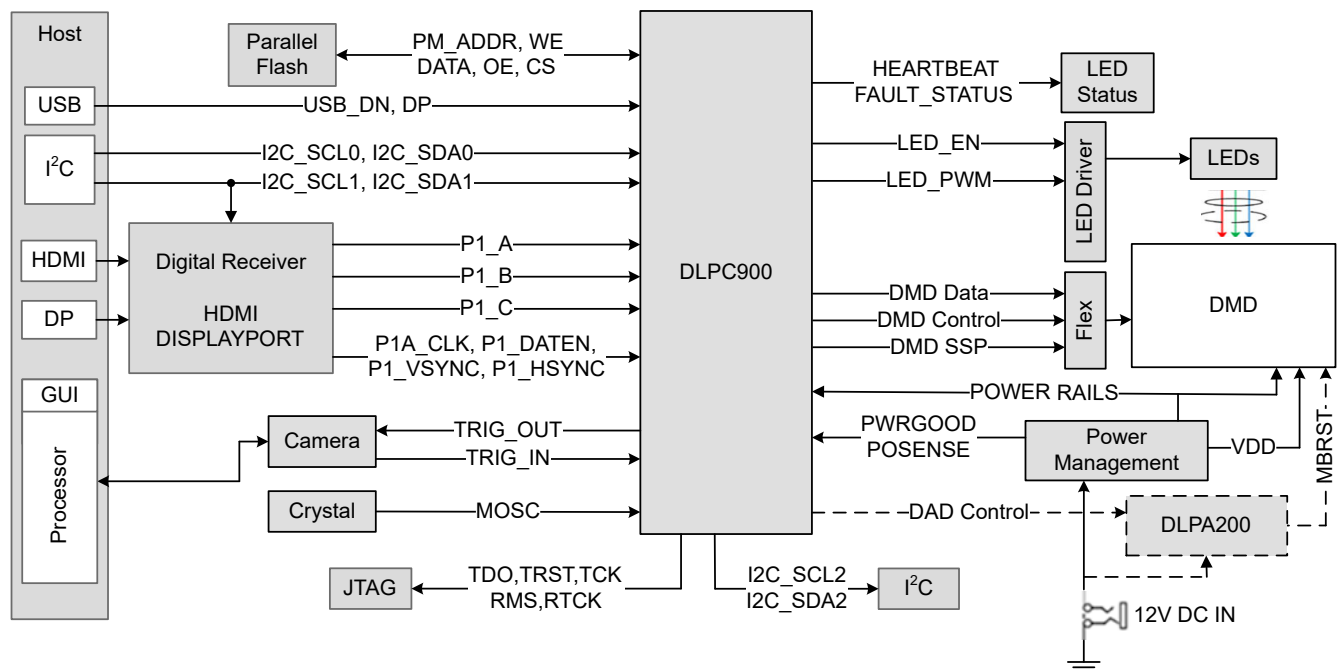 Host
USB
I²C
HDMI
DP
GUI
Processor
Parallel
Flash
PM_ADDR, WE
DATA, OE, CS
USB_DN, DP
I2C_SCL0, I2C_SDA0
I2C_SCL1, I2C_SDA1
Digital Receiver
HDMI
DISPLAYPORT
P1_A
P1_B
P1_C
P1A_CLK, P1_DATEN,
P1_VSYNC, P1_HSYNC
Camera
TRIG_OUT
TRIG_IN
Crystal
MOSC
JTAG
TDO,TRST,TCK
RMS,RTCK
DLPC900
I2C_SCL2
I2C_SDA2
I²C
HEARTBEAT
FAULT_STATUS
LED
Status
LED_EN
LED_PWM
LED Driver
LEDs
DMD Data
DMD Control
DMD SSP
Flex
DMD
POWER RAILS
PWRGOOD
POSENSE
Power
Management
VDD
MBRST
DAD Control
DLPA200
12V DC IN